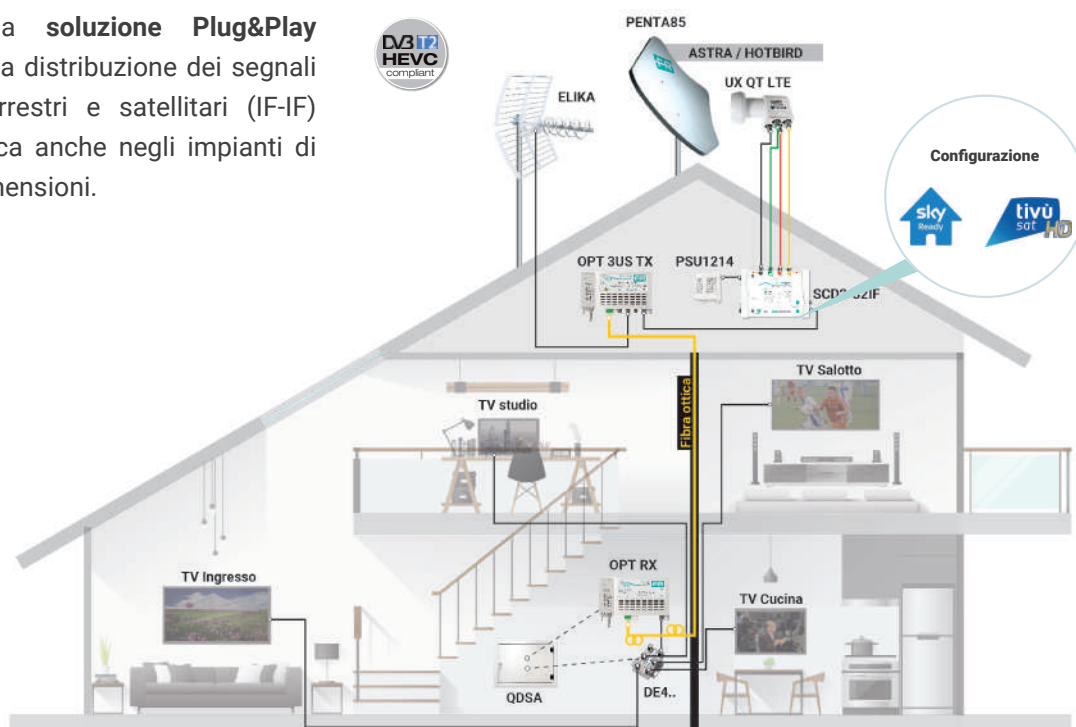 a soluzione Plug&Play
a distribuzione dei segnali
rrestri e satellitari (IF-IF)
ca anche negli impianti di
nensioni.
DVB T2
HEVC
compliant
PENTA85
ASTRA / HOTBIRD
ELIKA
UX QT LTE
Configurazione
sky
Ready
tivù
sat HD
OPT 3US TX
PSU1214
TV Salotto
TV studio
Fibra ottica
OPT RX
TV Ingresso
TV Cucina
QDSA
DE4..